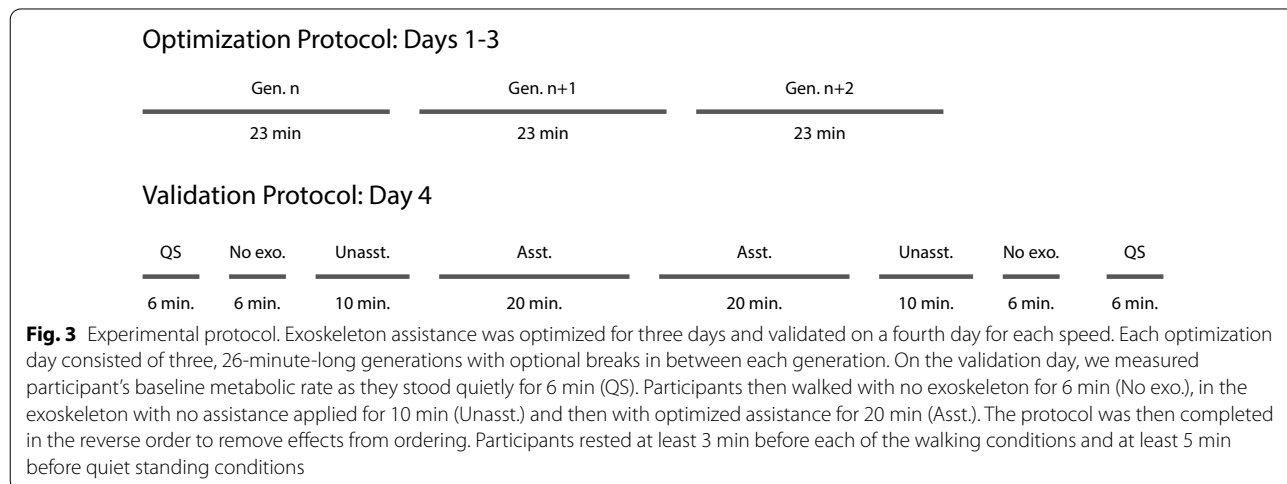 Optimization Protocol: Days 1-3
Gen. n Gen. n+1 Gen. n+2
23 min 23 min 23 min
Validation Protocol: Day 4
QS No exo. Unasst. Asst. Asst. Unasst. No exo. QS
6 min. 6 min. 10 min. 20 min. 20 min. 10 min. 6 min. 6 min.
Fig. 3 Experimental protocol. Exoskeleton assistance was optimized for three days and validated on a fourth day for each speed. Each optimization
day consisted of three, 26-minute-long generations with optional breaks in between each generation. On the validation day, we measured
participant's baseline metabolic rate as they stood quietly for 6 min (QS). Participants then walked with no exoskeleton for 6 min (No exo.), in the
exoskeleton with no assistance applied for 10 min (Unasst.) and then with optimized assistance for 20 min (Asst.). The protocol was then completed
in the reverse order to remove effects from ordering. Participants rested at least 3 min before each of the walking conditions and at least 5 min
before quiet standing conditions